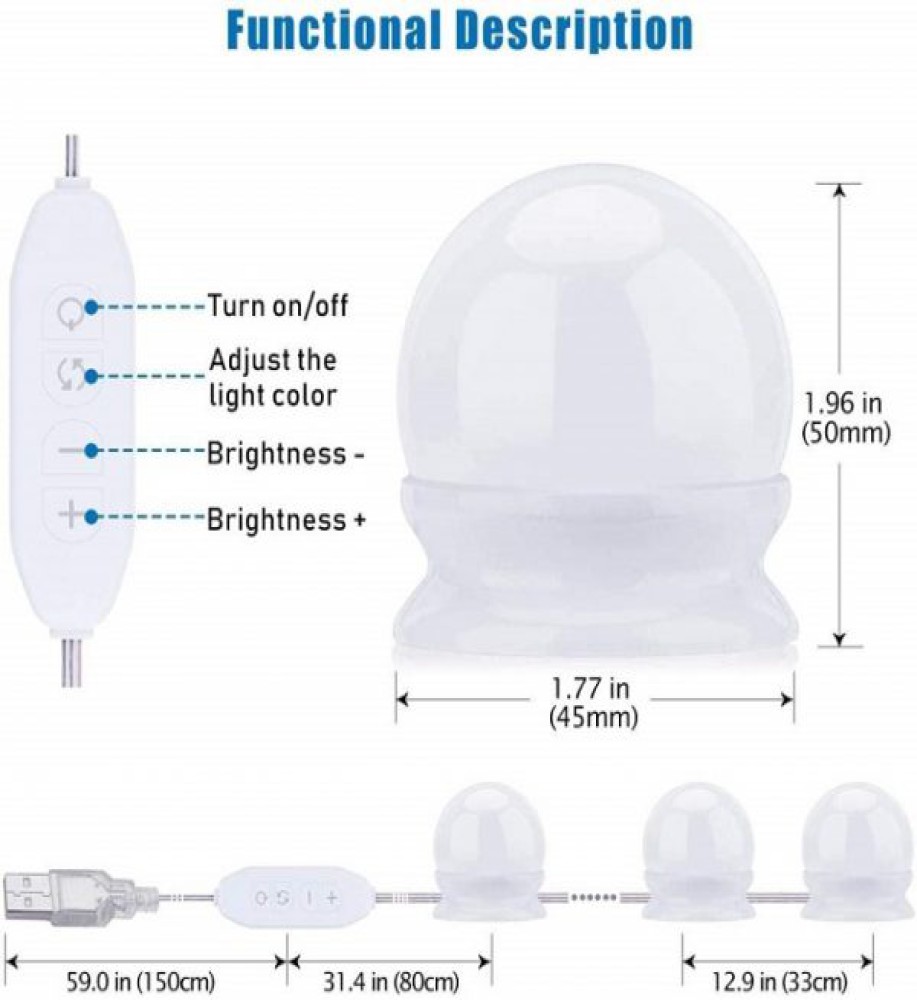 Functional Description
Turn on/off
Adjust the
light color
Brightness -
Brightness +
1.96 in
(50mm)
1.77 in
(45mm)
59.0 in (150cm)
31.4 in (80cm)
12.9 in (33cm)